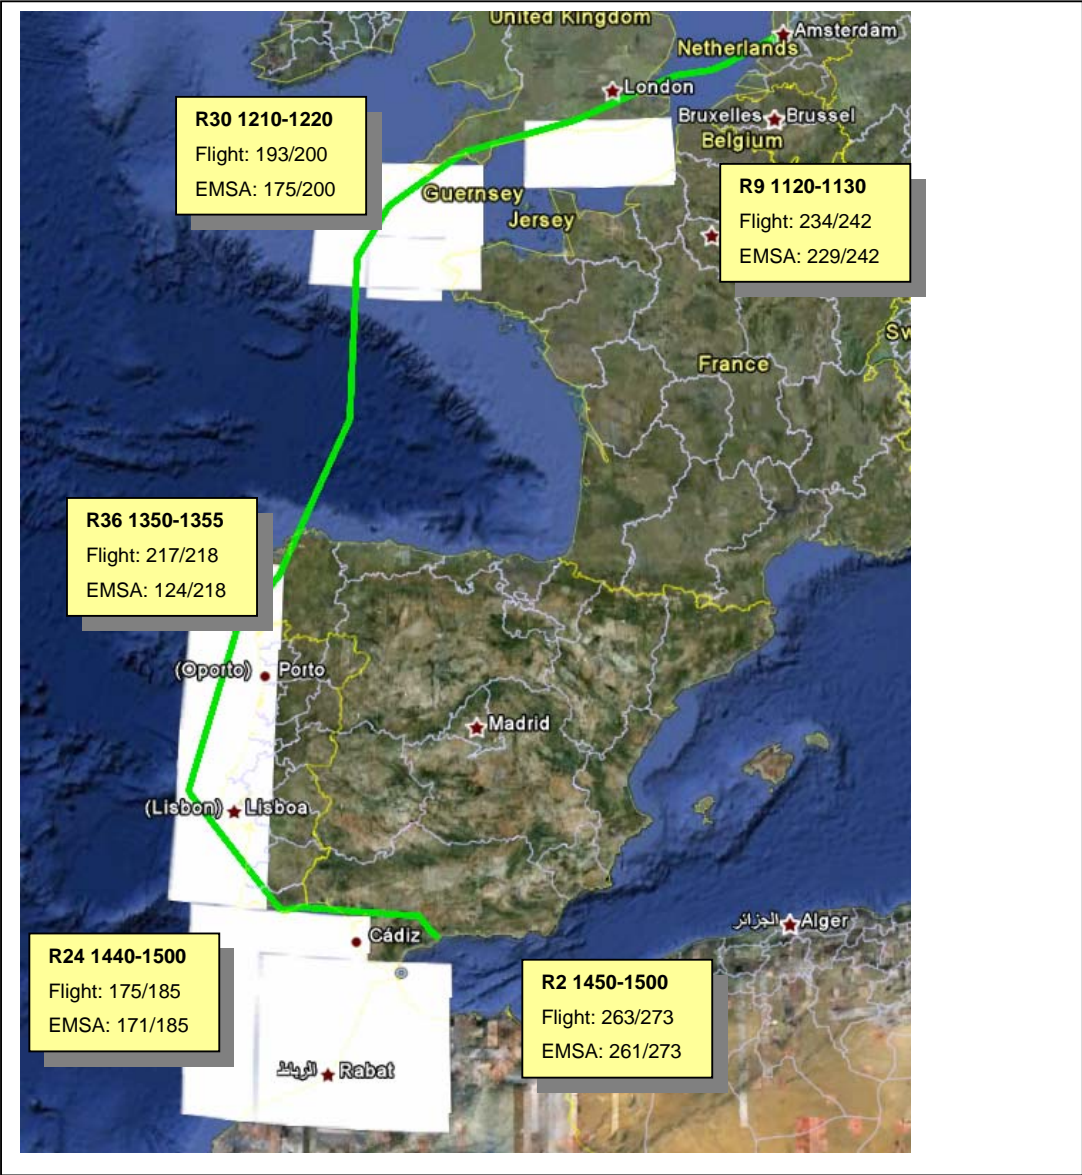 United Kingdom
Amsterdam
Netherlands
London
Bruxelles Brussel
Belgium
R30 1210-1220
Flight: 193/200
EMSA: 175/200
Guernsey
Jersey
R9 1120-1130
Flight: 234/242
EMSA: 229/242
Sw
France
R36 1350-1355
Flight: 217/218
EMSA: 124/218
(Oporto) Porto
Madrid
(Lisbon) Lisboa
الجزائر Alger
Cádiz
R24 1440-1500
Flight: 175/185
EMSA: 171/185
R2 1450-1500
Flight: 263/273
EMSA: 261/273
الرباط Rabat